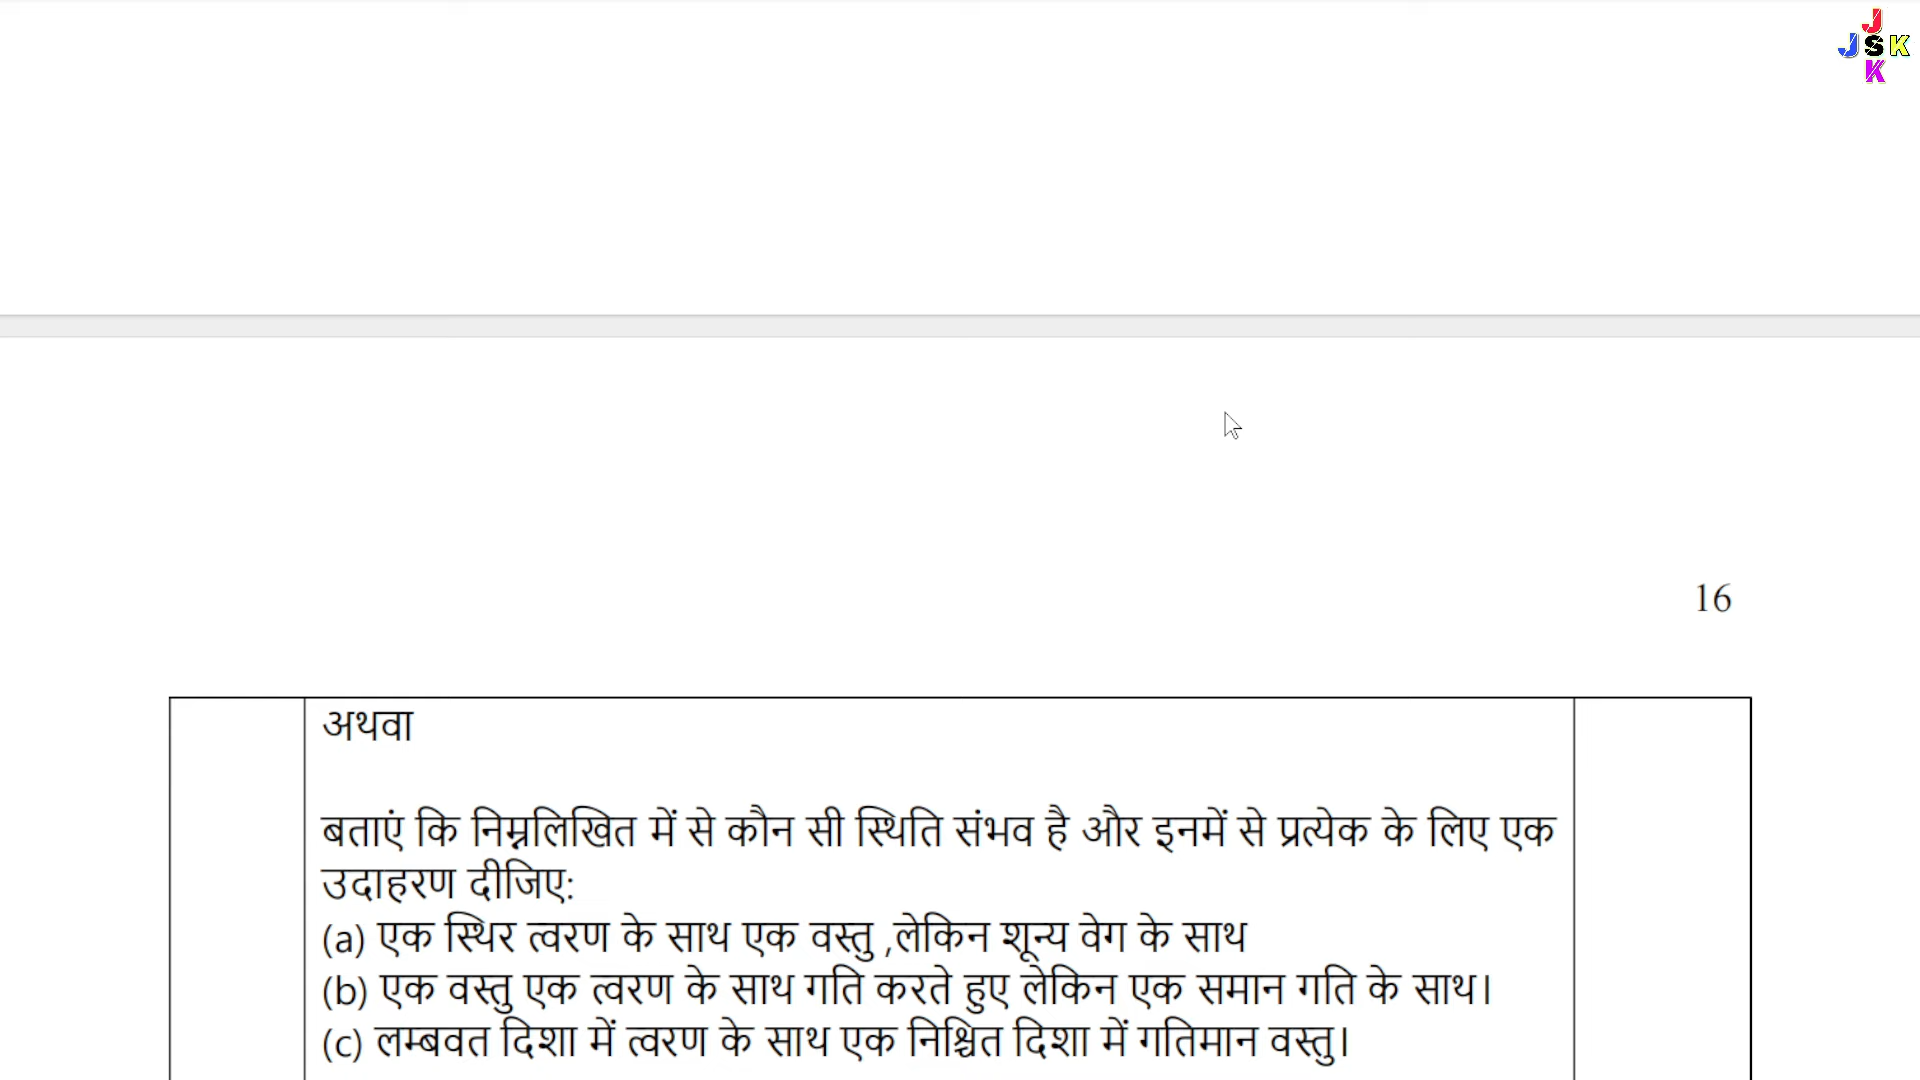 J
JSK
K
16
अथवा
बताएं कि निम्नलिखित में से कौन सी स्थिति संभव है और इनमें से प्रत्येक के लिए एक
उदाहरण दीजिए:
(a) एक स्थिर त्वरण के साथ एक वस्तु ,लेकिन शून्य वेग के साथ
(b) एक वस्तु एक त्वरण के साथ गति करते हुए लेकिन एक समान गति के साथ।
(c) लम्बवत दिशा में त्वरण के साथ एक निश्चित दिशा में गतिमान वस्तु।